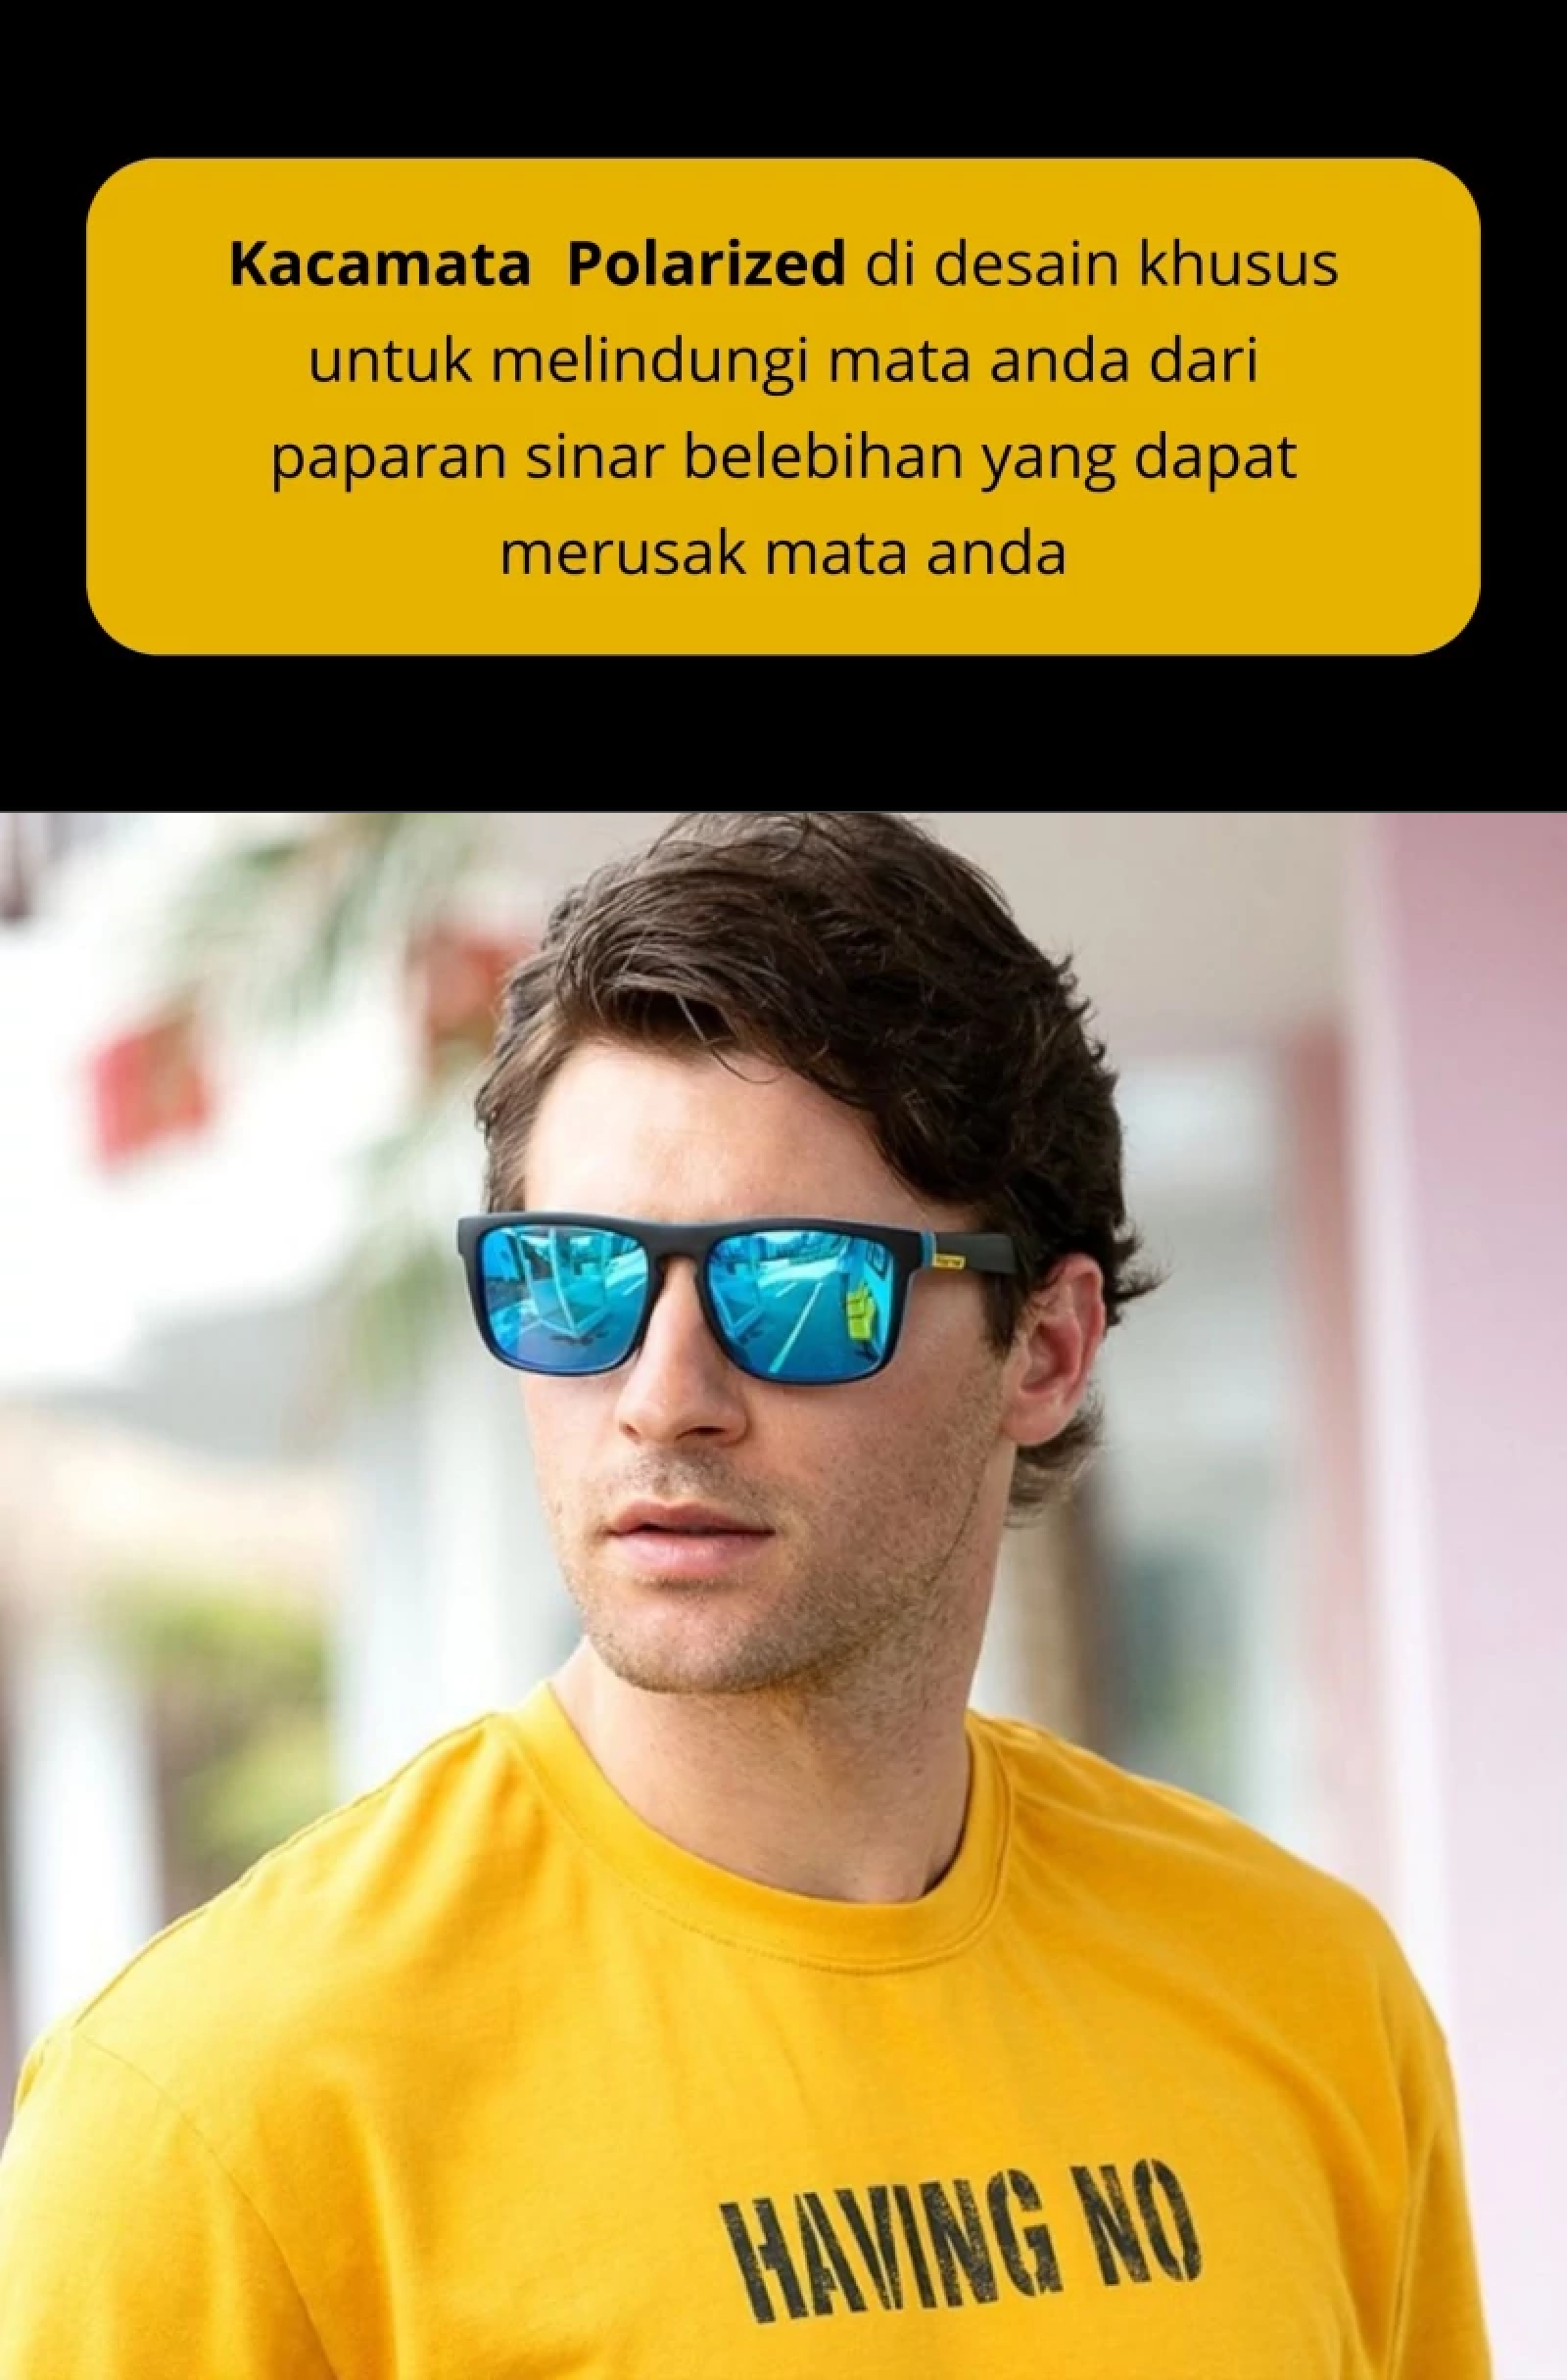 Kacamata  Polarized di desain khusus
untuk melindungi mata anda dari
paparan sinar belebihan yang dapat
merusak mata anda
HAVING NO